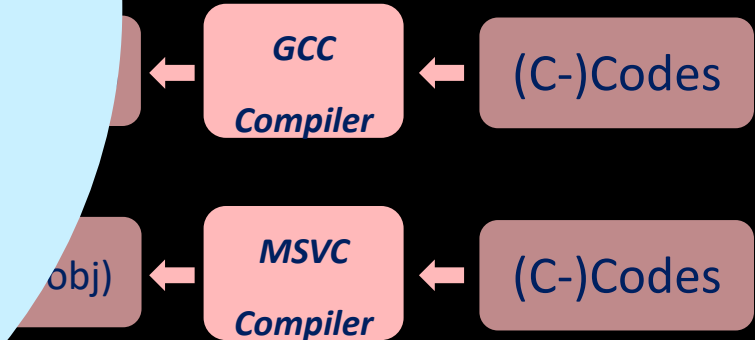 GCC
Compiler
(C-)Codes
obj)
MSVC
Compiler
(C-)Codes